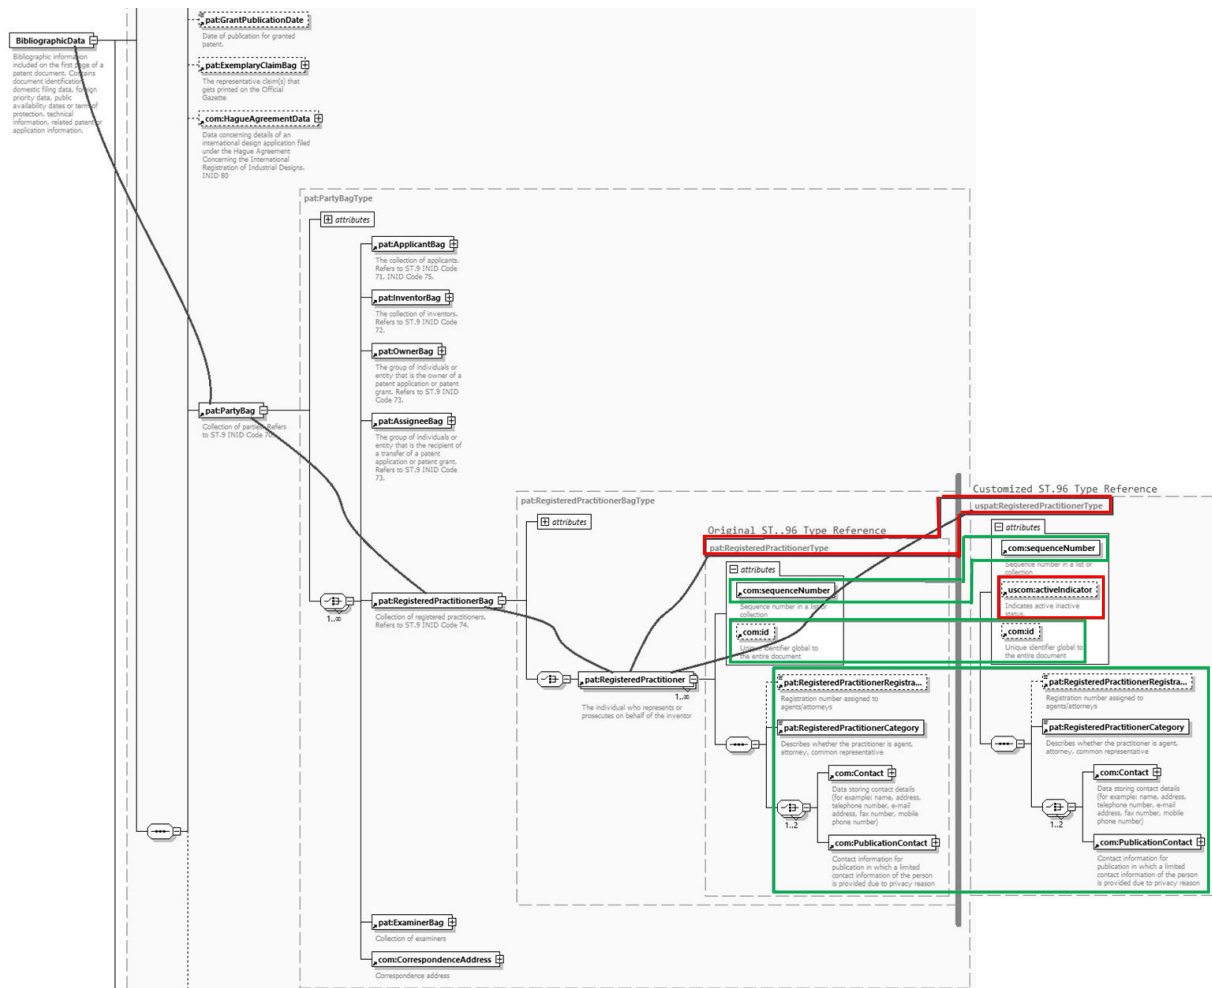 pat:GrantPublicationDate
Date of publication for granted
patent.
BibliographicData
Bibliographic information
included on the first page of a
patent document. Contains
document identification,
domestic filing data, foreign
priority data, public
availability dates or term of
protection, technical
information, related patent or
application information.
pat:ExemplaryClaimBag
The representative claim(s) that
gets printed on the Official
Gazette
com:HagueAgreementData
Data concerning details of an
international design application filed
under the Hague Agreement
Concerning the International
Registration of Industrial Designs.
INID 80
pat:PartyBagType
attributes
pat:ApplicantBag
The collection of applicants.
Refers to ST.9 INID Code
71. INID Code 75.
pat:InventorBag
The collection of inventors.
Refers to ST.9 INID Code
72.
pat:OwnerBag
The group of individuals or
entity that is the owner of a
patent application or patent
grant. Refers to ST.9 INID
Code 73.
pat:PartyBag
Collection of parties. Refers
to ST.9 INID Code 70.
pat:AssigneeBag
The group of individuals or
entity that is the recipient of
a transfer of a patent
application or patent grant.
Refers to ST.9 INID Code
73.
pat:RegisteredPractitionerBagType
attributes
Customized ST.96 Type Reference
uspat:RegisteredPractitionerType
Original ST..96 Type Reference
pat:RegisteredPractitionerType
attributes
com:sequenceNumber
Sequence number in a list or
collection
com:id
Unique identifier global to
the entire document
attributes
com:sequenceNumber
Sequence number in a list or
collection
uscom:activeIndicator
Indicates active inactive
status.
com:id
Unique identifier global to
the entire document
1..∞
pat:RegisteredPractitionerBag
Collection of registered practitioners.
Refers to ST.9 INID Code 74.
pat:RegisteredPractitioner
1..∞
The individual who represents or
prosecutes on behalf of the inventor
pat:RegisteredPractitionerRegistra...
Registration number assigned to
agents/attorneys
pat:RegisteredPractitionerCategory
Describes whether the practitioner is agent,
attorney, common representative
com:Contact
Data storing contact details
(for example: name, address,
telephone number, e-mail
address, fax number, mobile
phone number)
1..2
com:PublicationContact
Contact information for
publication in which a limited
contact information of the person
is provided due to privacy reason
pat:RegisteredPractitionerRegistra...
Registration number assigned to
agents/attorneys
pat:RegisteredPractitionerCategory
Describes whether the practitioner is agent,
attorney, common representative
com:Contact
Data storing contact details
(for example: name, address,
telephone number, e-mail
address, fax number, mobile
phone number)
1..2
com:PublicationContact
Contact information for
publication in which a limited
contact information of the person
is provided due to privacy reason
pat:ExaminerBag
Collection of examiners
com:CorrespondenceAddress
Correspondence address